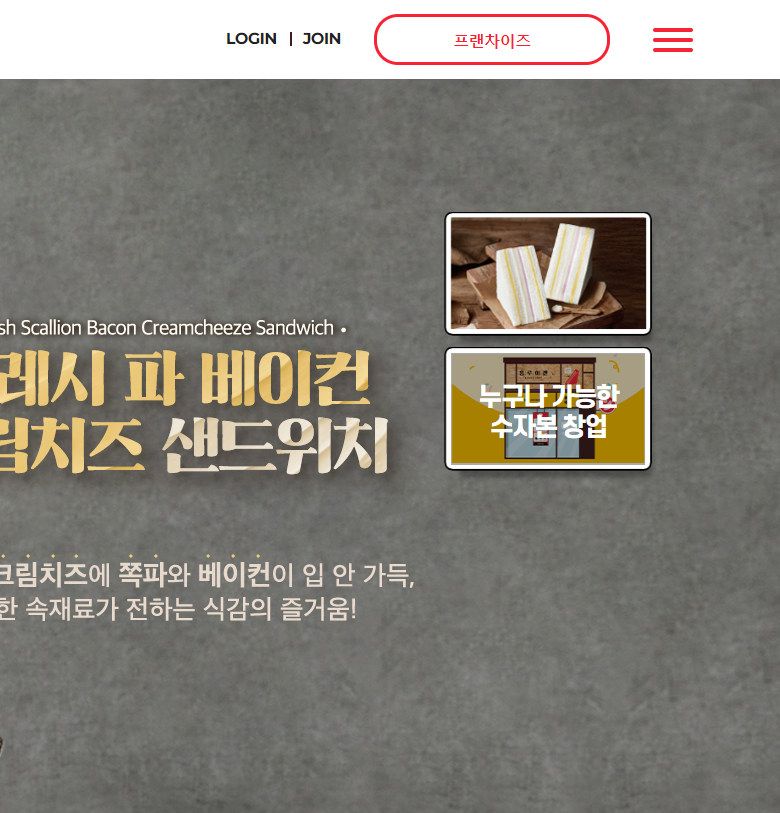 LOGIN | JOIN
프랜차이즈
sh Scallion Bacon Creamcheeze Sandwich •
레시 파 베이컨
림치즈 샌드위치
누구나 가능한
수자본 창업
크림치즈에 쪽파와 베이컨이 입 안 가득,
한 속재료가 전하는 식감의 즐거움!